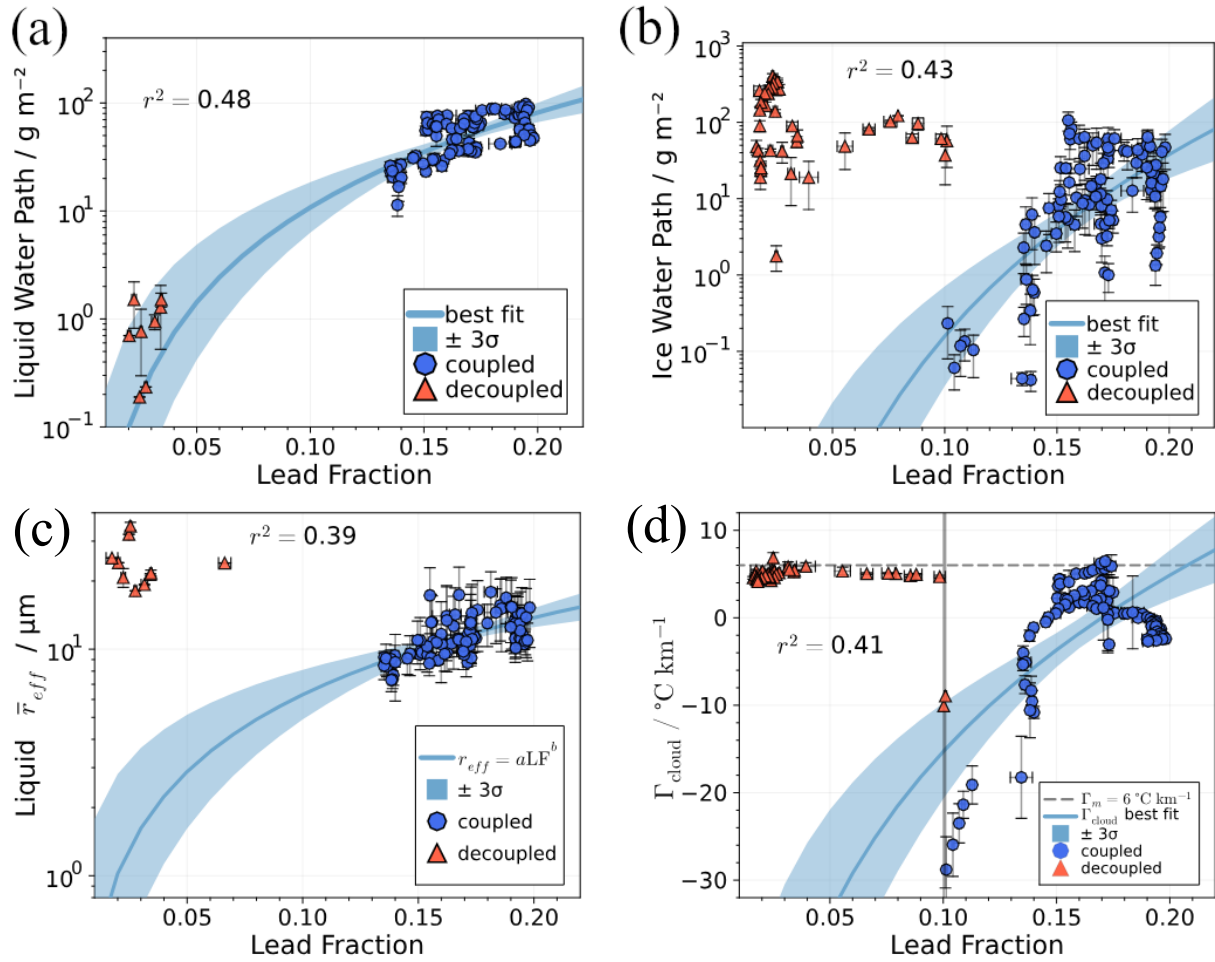 (a)
r² = 0.48
Liquid Water Path / g m⁻²
10²
10¹
10⁰
10⁻¹
best fit
± 3σ
coupled
decoupled
0.05
0.10
0.15
0.20
Lead Fraction
(b)
r² = 0.43
Ice Water Path / g m⁻²
10³
10²
10¹
10⁰
10⁻¹
best fit
± 3σ
coupled
decoupled
0.05
0.10
0.15
0.20
Lead Fraction
(c)
r² = 0.39
Liquid r̅_eff / μm
10¹
10⁰
r_eff = aLF^b
± 3σ
coupled
decoupled
0.05
0.10
0.15
0.20
Lead Fraction
(d)
r² = 0.41
Γ_cloud / °C km⁻¹
10
0
−10
−20
−30
Γ_m = 6 °C km⁻¹
Γ_cloud best fit
± 3σ
coupled
decoupled
0.05
0.10
0.15
0.20
Lead Fraction